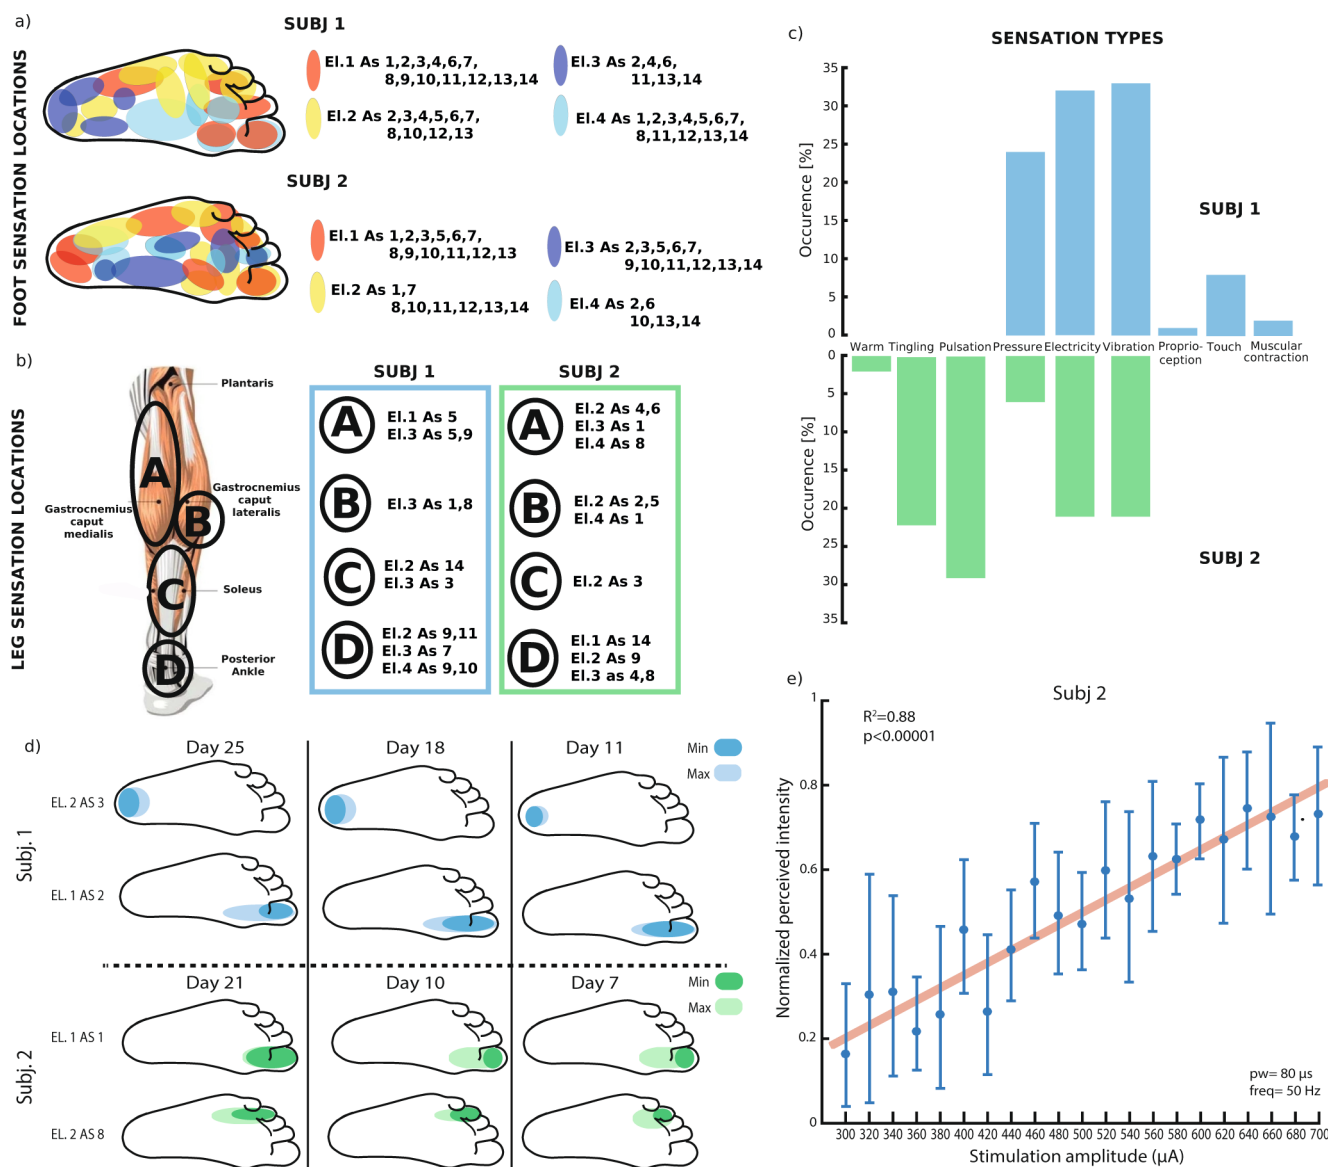 a)
FOOT SENSATION LOCATIONS
SUBJ 1
El.1 As 1,2,3,4,6,7,
8,9,10,11,12,13,14
El.2 As 2,3,4,5,6,7,
8,10,12,13
El.3 As 2,4,6,
11,13,14
El.4 As 1,2,3,4,5,6,7,
8,11,12,13,14
SUBJ 2
El.1 As 1,2,3,5,6,7,
8,9,10,11,12,13
El.2 As 1,7
8,10,11,12,13,14
El.3 As 2,3,5,6,7,
9,10,11,12,13,14
El.4 As 2,6
10,13,14
b)
LEG SENSATION LOCATIONS
Plantaris
Gastrocnemius
caput
lateralis
Gastrocnemius
caput
medialis
Soleus
Posterior
Ankle
A
B
C
D
SUBJ 1
A
El.1 As 5
El.3 As 5,9
B
El.3 As 1,8
C
El.2 As 14
El.3 As 3
D
El.2 As 9,11
El.3 As 7
El.4 As 9,10
SUBJ 2
A
El.2 As 4,6
El.3 As 1
El.4 As 8
B
El.2 As 2,5
El.4 As 1
C
El.2 As 3
D
El.1 As 14
El.2 As 9
El.3 as 4,8
c)
SENSATION TYPES
Occurence [%]
35
30
25
20
15
10
5
0
SUBJ 1
Warm
Tingling
Pulsation
Pressure
Electricity
Vibration
Proprio-
ception
Touch
Muscular
contraction
Occurence [%]
0
5
10
15
20
25
30
35
SUBJ 2
d)
Day 25
Day 18
Day 11
Min
Max
Subj. 1
EL. 2 AS 3
EL. 1 AS 2
Day 21
Day 10
Day 7
Min
Max
Subj. 2
EL. 1 AS 1
EL. 2 AS 8
e)
Subj 2
R²=0.88
p<0.00001
Normalized perceived intensity
1
0.8
0.6
0.4
0.2
0
pw= 80 µs
freq= 50 Hz
300 320 340 360 380 400 420 440 460 480 500 520 540 560 580 600 620 640 660 680 700
Stimulation amplitude (µA)